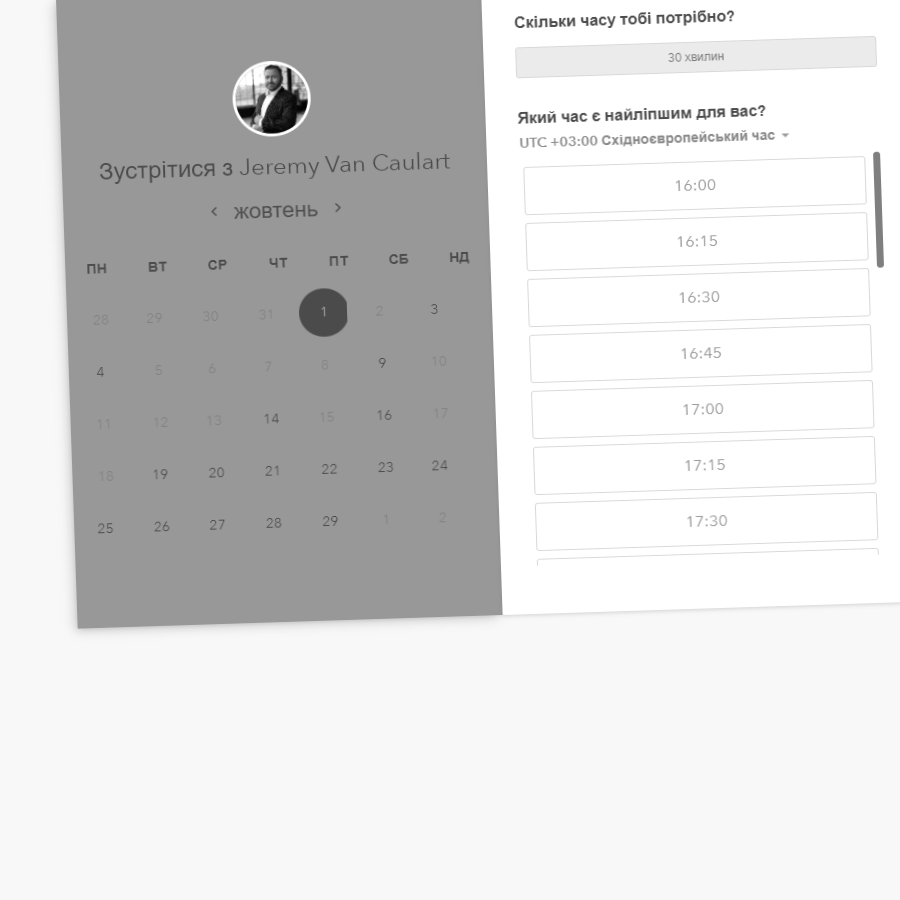 Зустрітися з Jeremy Van Caulart
жовтень
ПН ВТ СР ЧТ ПТ СБ НД
28 29 30 31 1 2 3
4 5 6 7 8 9 10
11 12 13 14 15 16 17
18 19 20 21 22 23 24
25 26 27 28 29 1 2
Скільки часу тобі потрібно?
30 хвилин
Який час є найліпшим для вас?
UTC +03:00 Східноєвропейський час
16:00
16:15
16:30
16:45
17:00
17:15
17:30